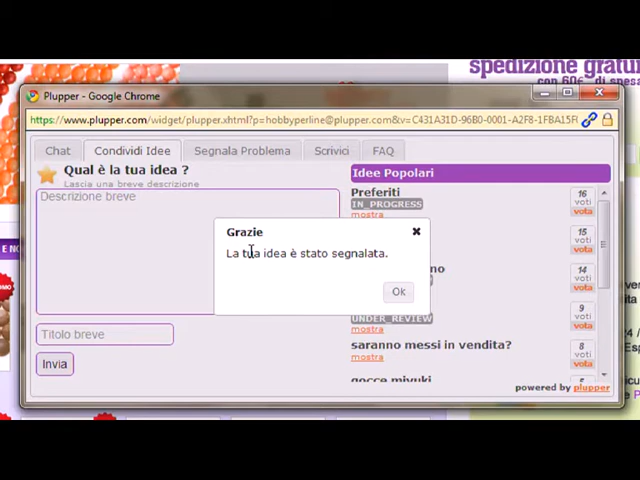 spedizione gratui
con 60€ di spesa
Plupper - Google Chrome
https://www.plupper.com/widget/plupper.xhtml?p=hobbyperline@plupper.com&v=C431A31D-96B0-0001-A2F8-1FBA15F(
Chat Condividi Idee Segnala Problema Scrivici FAQ
Qual è la tua idea ?
Lascia una breve descrizione
Descrizione breve
Titolo breve
Invia
Idee Popolari
Preferiti
IN_PROGRESS
mostra
16
voti
vota
15
voti
vota
Grazie
La tua idea è stato segnalata.
Ok
no
14
voti
vota
UNDER_REVIEW
mostra
9
voti
vota
saranno messi in vendita?
mostra
8
voti
vota
gocce miyuki
powered by plupper